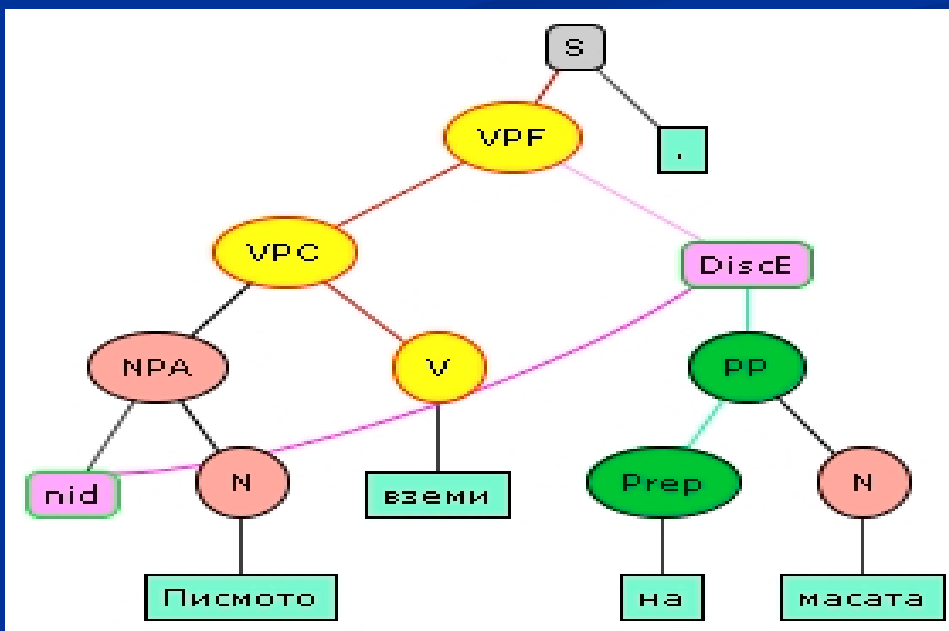 S
VPF
.
VPC
DiscE
NPA
V
PP
nid
N
вземи
Prep
N
Писмото
на
масата